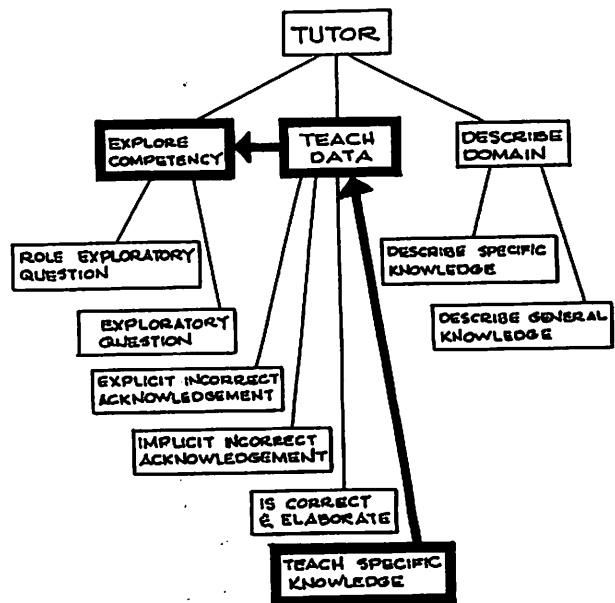 TUTOR
EXPLORE
COMPETENCY
TEACH
DATA
DESCRIBE
DOMAIN
ROLE EXPLORATORY
QUESTION
DESCRIBE SPECIFIC
KNOWLEDGE
EXPLORATORY
QUESTION
DESCRIBE GENERAL
KNOWLEDGE
EXPLICIT INCORRECT
ACKNOWLEDGEMENT
IMPLICIT INCORRECT
ACKNOWLEDGEMENT
IS CORRECT
& ELABORATE
TEACH SPECIFIC
KNOWLEDGE